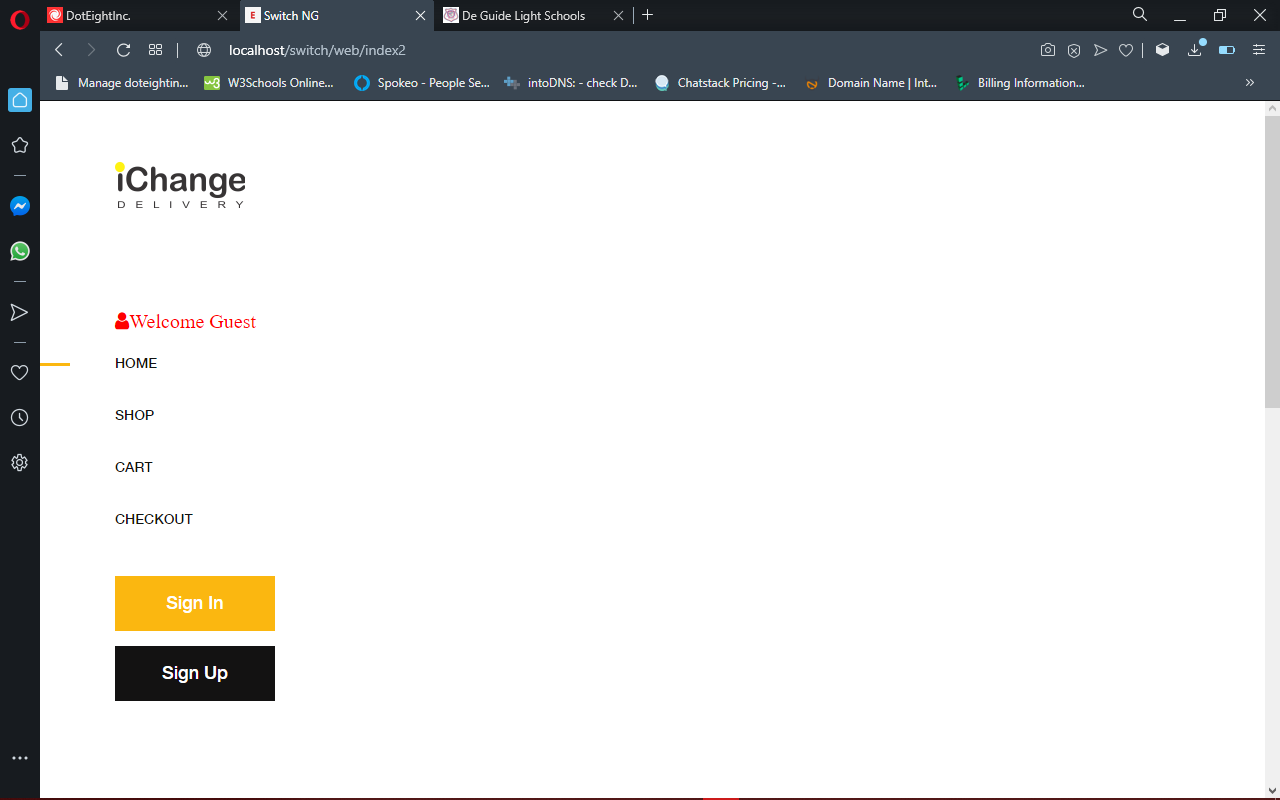 DotEightInc.
Switch NG
De Guide Light Schools
localhost/switch/web/index2
Manage doteightin...
W3Schools Online...
Spokeo - People Se...
intoDNS: - check D...
Chatstack Pricing -...
Domain Name | Int...
Billing Information...
iChange
DELIVERY
Welcome Guest
HOME
SHOP
CART
CHECKOUT
Sign In
Sign Up